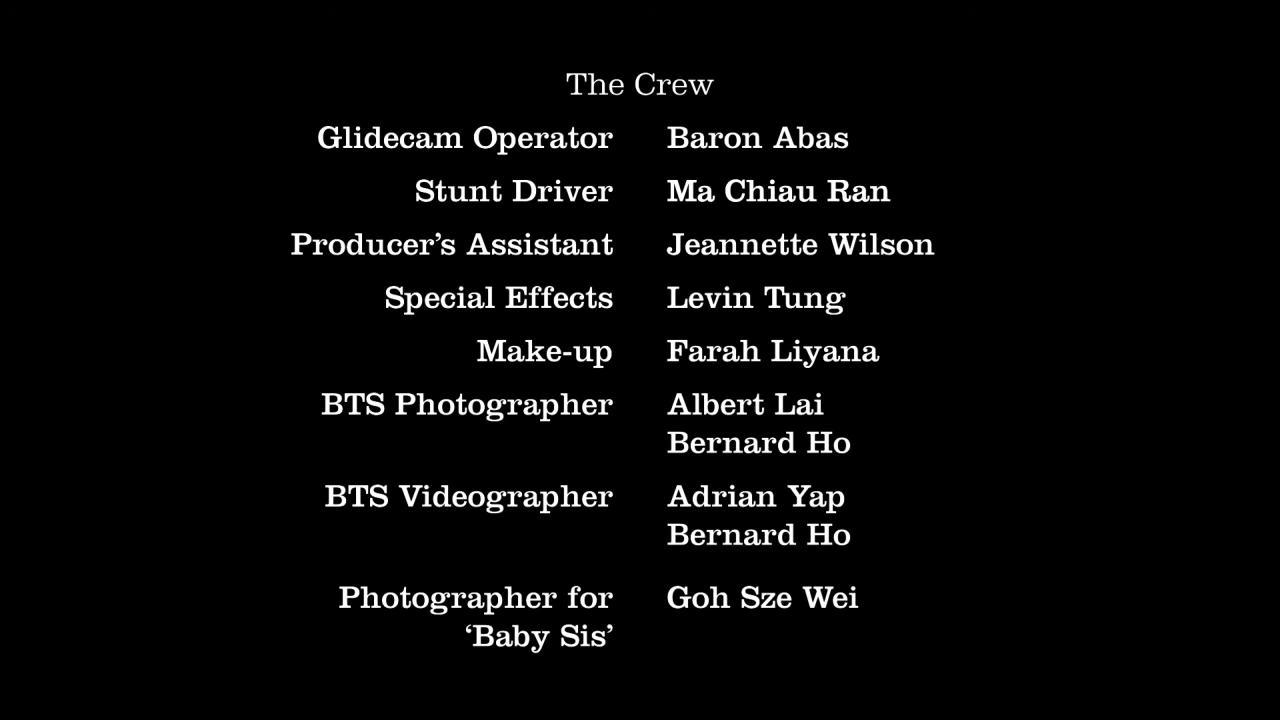 The Crew
Glidecam Operator Baron Abas
Stunt Driver Ma Chiau Ran
Producer’s Assistant Jeannette Wilson
Special Effects Levin Tung
Make-up Farah Liyana
BTS Photographer Albert Lai
Bernard Ho
BTS Videographer Adrian Yap
Bernard Ho
Photographer for Goh Sze Wei
‘Baby Sis’